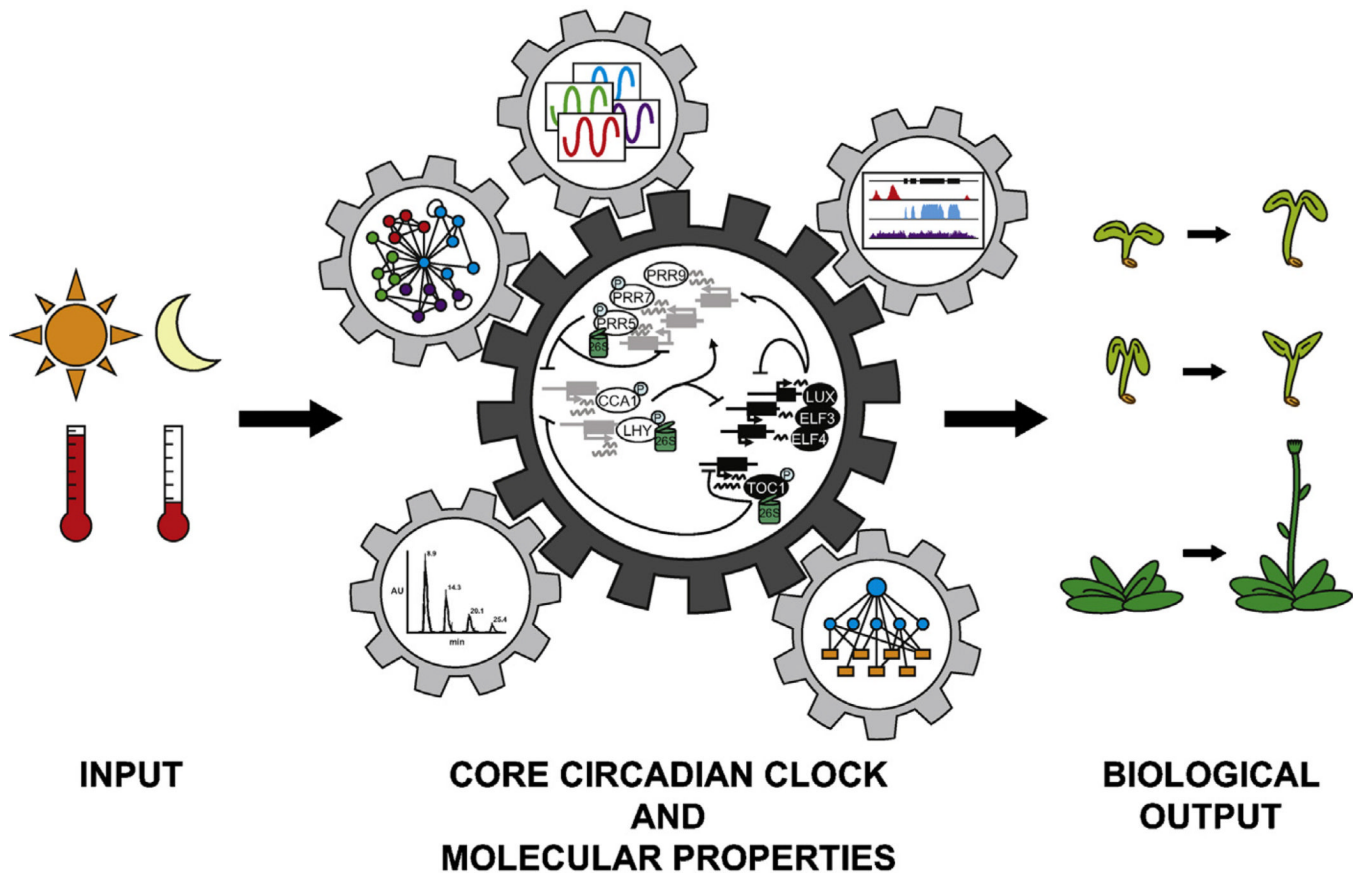 PRR9
P
PRR7
P
PRR5
26S
CCA1
P
P
LHY
26S
LUX
ELF3
ELF4
P
TOC1
26S
AU
8.9
14.3
20.1
25.4
min
INPUT
CORE CIRCADIAN CLOCK
AND
MOLECULAR PROPERTIES
BIOLOGICAL
OUTPUT